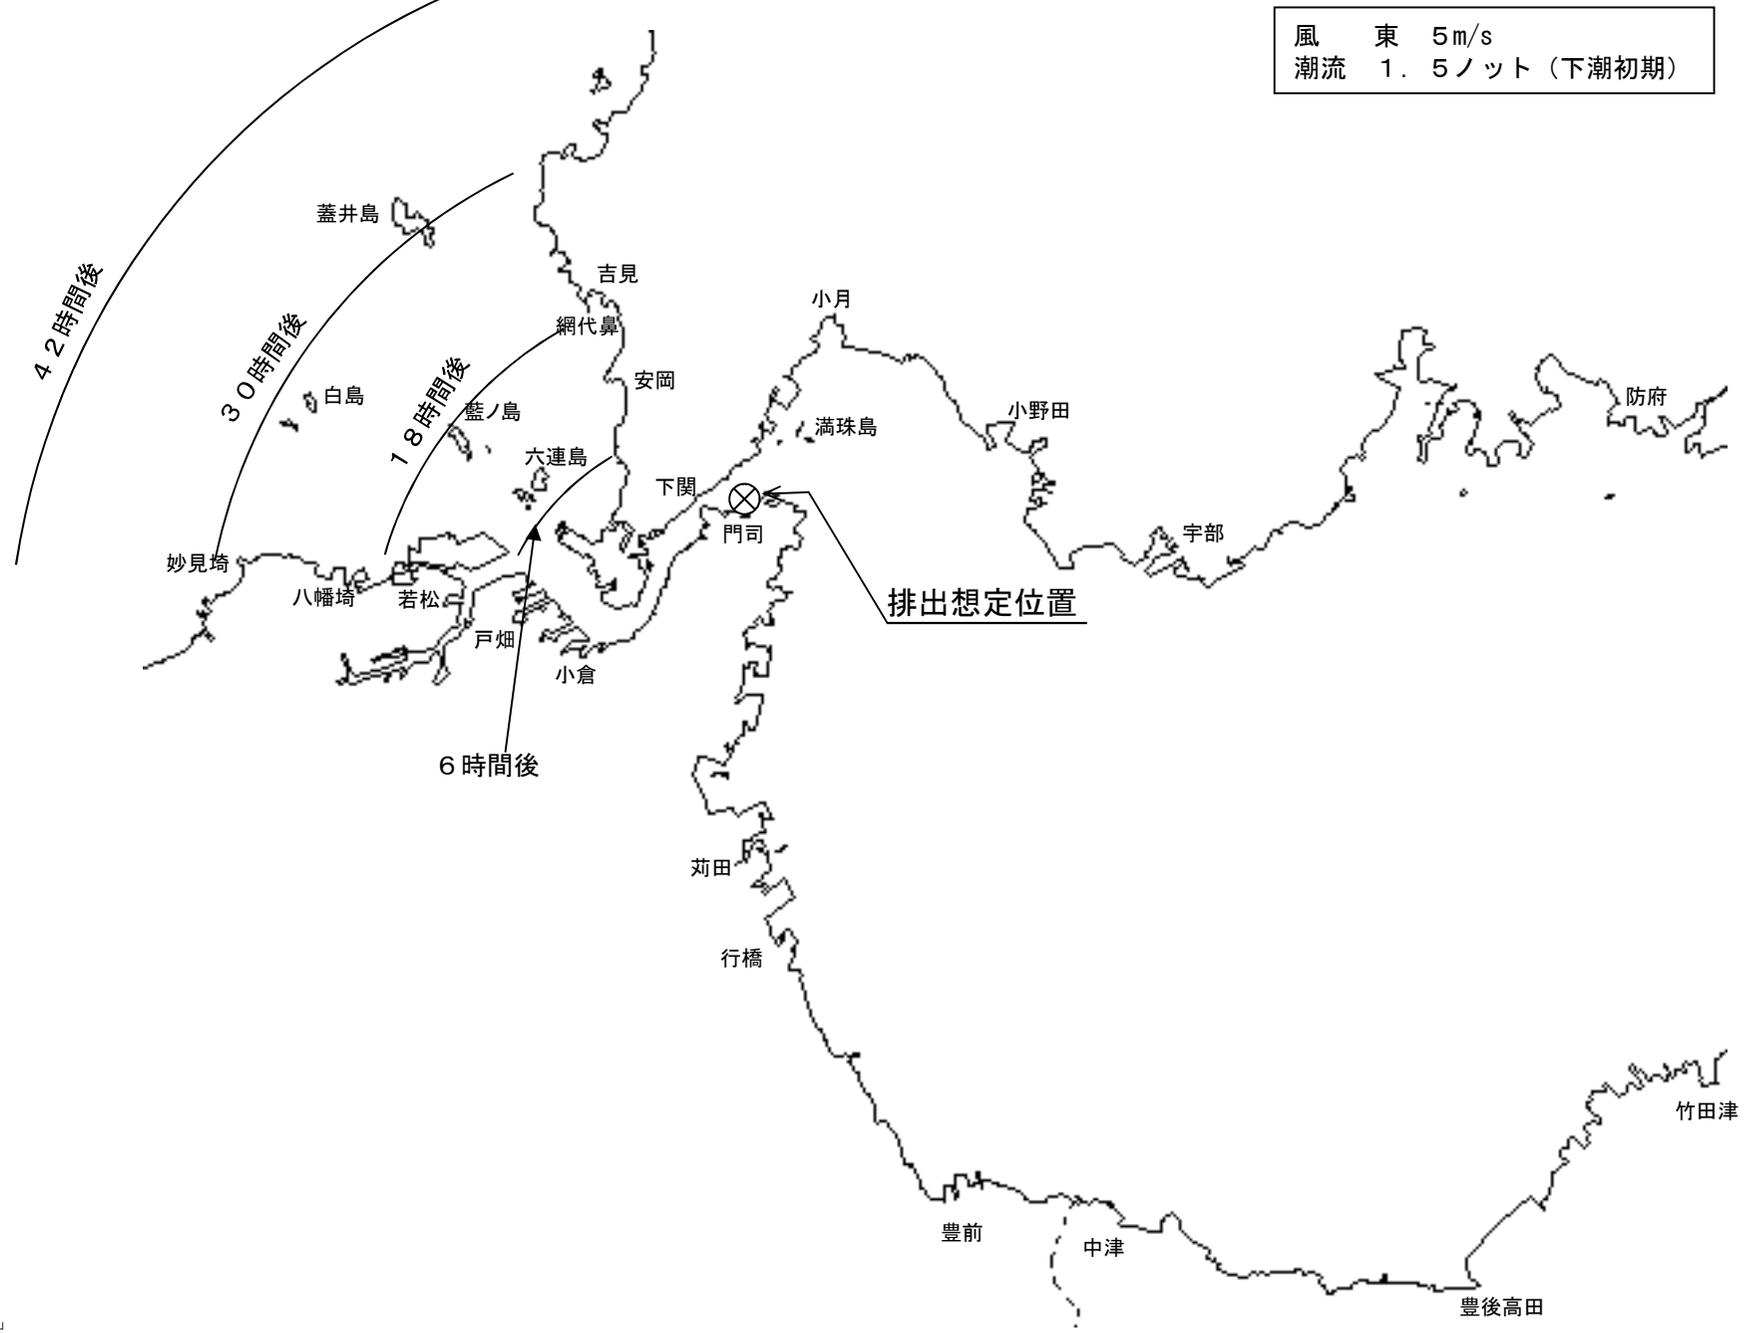 風　　東　５m/s
潮流　１．５ノット（下潮初期）
蓋井島
４２時間後
吉見
小月
網代鼻
３０時間後
安岡
防府
白島
１８時間後
藍ノ島
小野田
満珠島
六連島
下関
門司
宇部
妙見埼
八幡埼
若松
排出想定位置
戸畑
小倉
６時間後
苅田
行橋
竹田津
豊前
中津
豊後高田